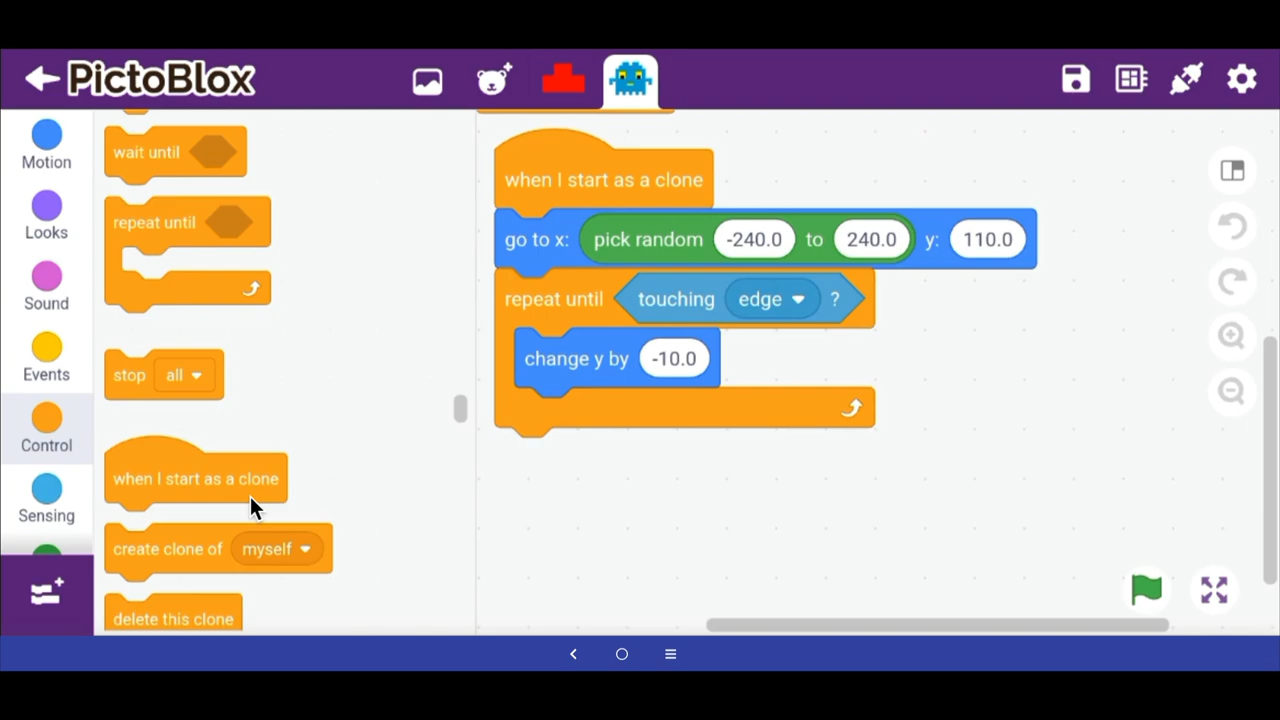 PictoBlox
Motion
Looks
Sound
Events
Control
Sensing
wait until
repeat until
stop all
when I start as a clone
create clone of myself
delete this clone
when I start as a clone
go to x: pick random -240.0 to 240.0 y: 110.0
repeat until touching edge ?
change y by -10.0